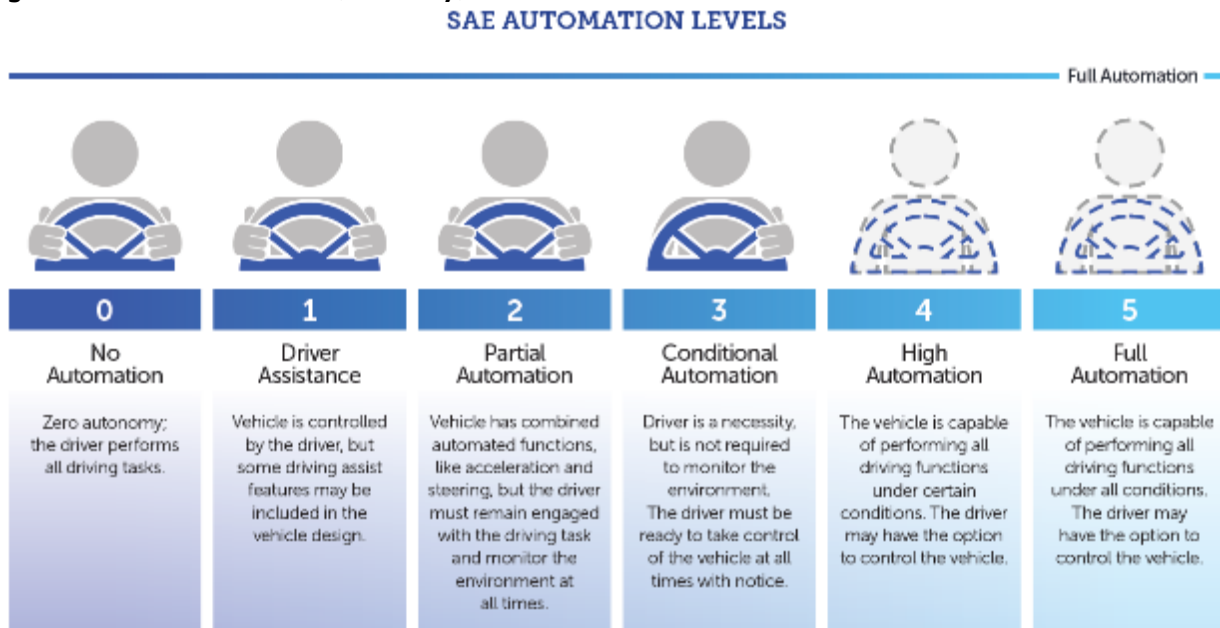 SAE AUTOMATION LEVELS
Full Automation
0
No
Automation
Zero autonomy;
the driver performs
all driving tasks.
1
Driver
Assistance
Vehicle is controlled
by the driver, but
some driving assist
features may be
included in the
vehicle design.
2
Partial
Automation
Vehicle has combined
automated functions,
like acceleration and
steering, but the driver
must remain engaged
with the driving task
and monitor the
environment at
all times.
3
Conditional
Automation
Driver is a necessity,
but is not required
to monitor the
environment.
The driver must be
ready to take control
of the vehicle at all
times with notice.
4
High
Automation
The vehicle is capable
of performing all
driving functions
under certain
conditions. The driver
may have the option
to control the vehicle.
5
Full
Automation
The vehicle is capable
of performing all
driving functions
under all conditions.
The driver may
have the option to
control the vehicle.